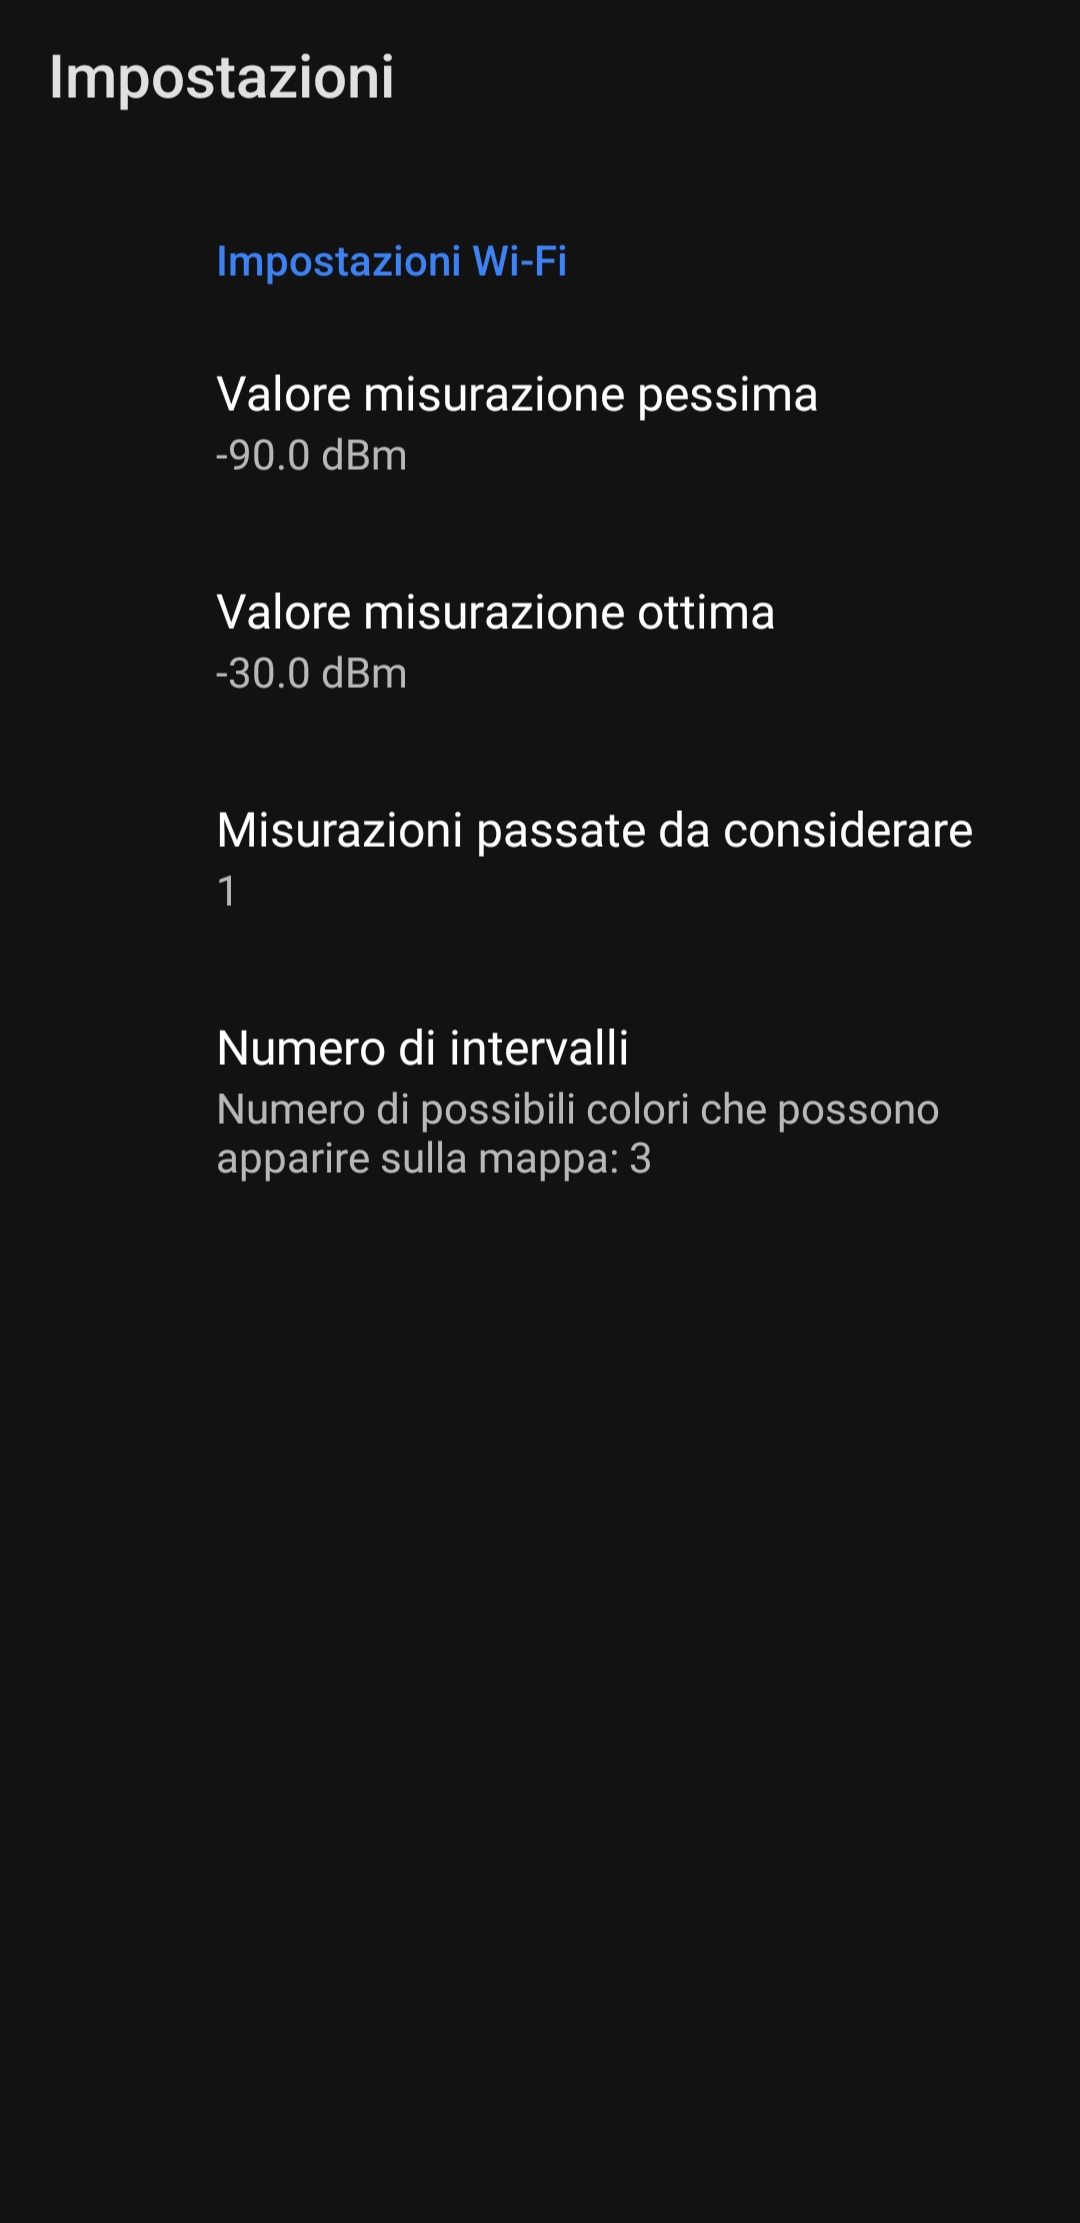 Impostazioni
Impostazioni Wi-Fi
Valore misurazione pessima
-90.0 dBm
Valore misurazione ottima
-30.0 dBm
Misurazioni passate da considerare
1
Numero di intervalli
Numero di possibili colori che possono
apparire sulla mappa: 3